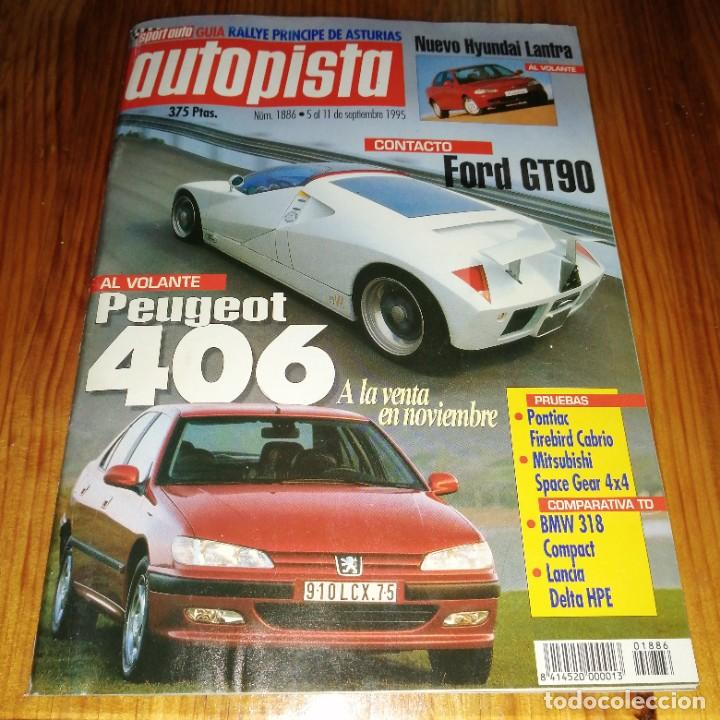 sport auto GUIA RALLYE PRINCIPE DE ASTURIAS
autopista
375 Ptas.
Núm. 1886 • 5 al 11 de septiembre 1995
Nuevo Hyundai Lantra
AL VOLANTE
CONTACTO
Ford GT90
AL VOLANTE
Peugeot
406
A la venta
en noviembre
PRUEBAS
• Pontiac
Firebird Cabrio
• Mitsubishi
Space Gear 4x4
COMPARATIVA TD
• BMW 318
Compact
• Lancia
Delta HPE
910LCX.75
01886
8 414520 000013
todocoleccion